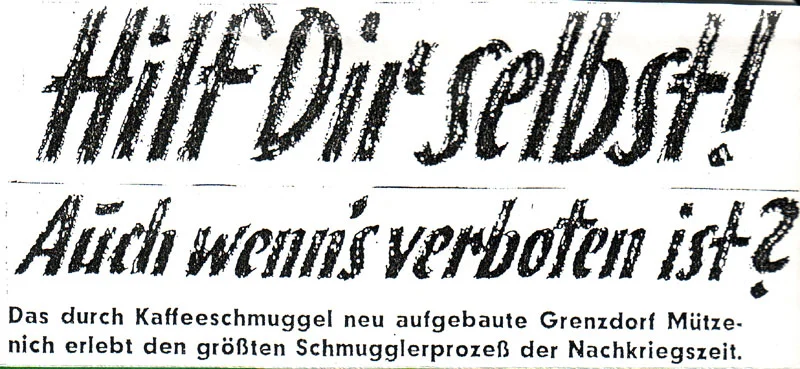 Hilf Dir selbst!
Auch wenn's verboten ist?
Das durch Kaffeeschmuggel neu aufgebaute Grenzdorf Mütze-
nich erlebt den größten Schmugglerprozeß der Nachkriegszeit.